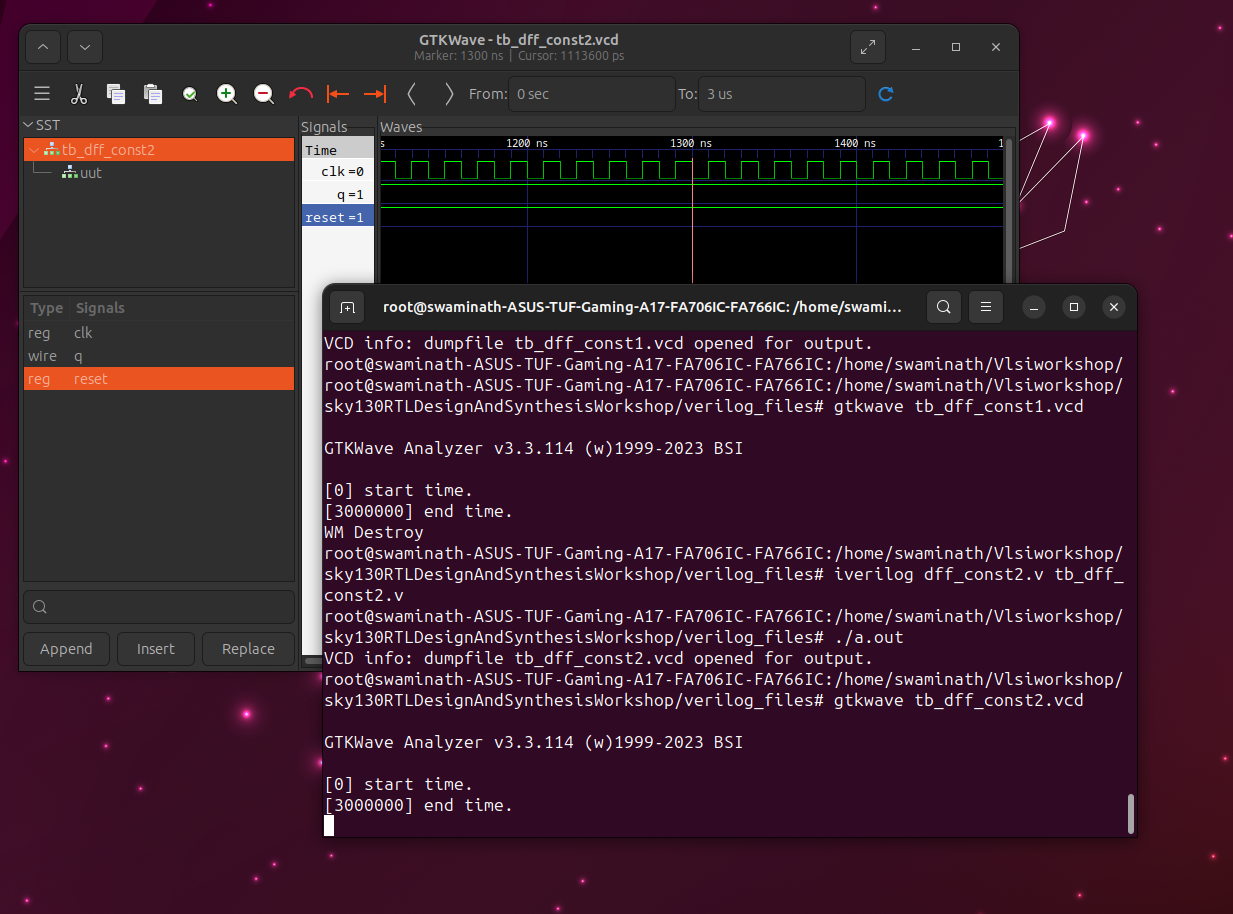 GTKWave - tb_dff_const2.vcd
Marker: 1300 ns | Cursor: 1113600 ps
From: 0 sec To: 3 us
SST
tb_dff_const2
uut
Type Signals
reg clk
wire q
reg reset
Append Insert Replace
Signals
Time
clk =0
q =1
reset =1
Waves
s 1200 ns 1300 ns 1400 ns 1
root@swaminath-ASUS-TUF-Gaming-A17-FA706IC-FA766IC: /home/swami...
VCD info: dumpfile tb_dff_const1.vcd opened for output.
root@swaminath-ASUS-TUF-Gaming-A17-FA706IC-FA766IC:/home/swaminath/Vlsiworkshop/
root@swaminath-ASUS-TUF-Gaming-A17-FA706IC-FA766IC:/home/swaminath/Vlsiworkshop/
sky130RTLDesignAndSynthesisWorkshop/verilog_files# gtkwave tb_dff_const1.vcd
GTKWave Analyzer v3.3.114 (w)1999-2023 BSI
[0] start time.
[3000000] end time.
WM Destroy
root@swaminath-ASUS-TUF-Gaming-A17-FA706IC-FA766IC:/home/swaminath/Vlsiworkshop/
sky130RTLDesignAndSynthesisWorkshop/verilog_files# iverilog dff_const2.v tb_dff_
const2.v
root@swaminath-ASUS-TUF-Gaming-A17-FA706IC-FA766IC:/home/swaminath/Vlsiworkshop/
sky130RTLDesignAndSynthesisWorkshop/verilog_files# ./a.out
VCD info: dumpfile tb_dff_const2.vcd opened for output.
root@swaminath-ASUS-TUF-Gaming-A17-FA706IC-FA766IC:/home/swaminath/Vlsiworkshop/
sky130RTLDesignAndSynthesisWorkshop/verilog_files# gtkwave tb_dff_const2.vcd
GTKWave Analyzer v3.3.114 (w)1999-2023 BSI
[0] start time.
[3000000] end time.